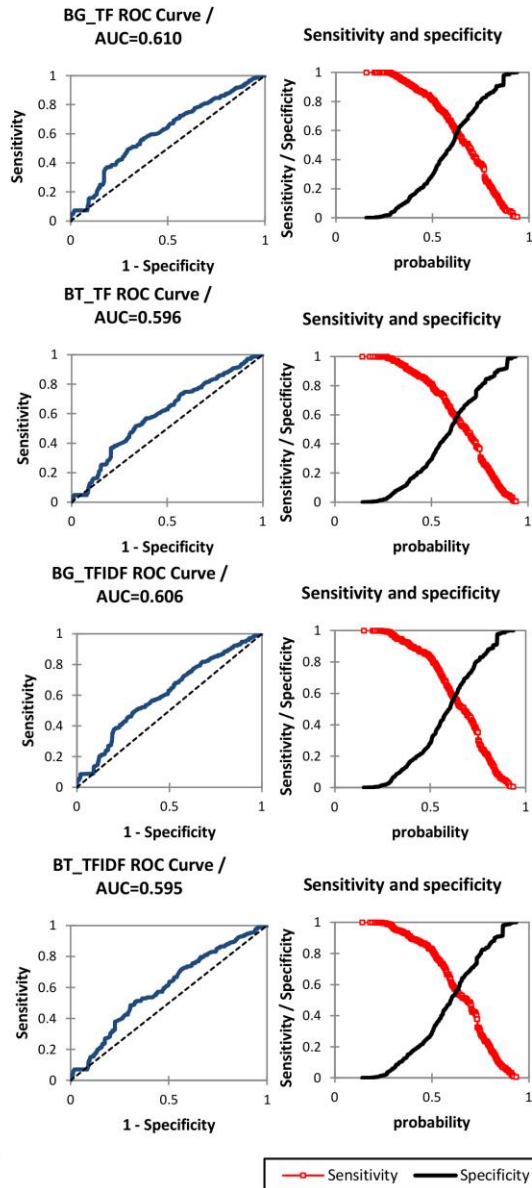 BG_TF ROC Curve /
AUC=0.610
Sensitivity and specificity
Sensitivity
1
0.8
0.6
0.4
0.2
0
0
0.5
1
1 - Specificity
Sensitivity / Specificity
1
0.8
0.6
0.4
0.2
0
0
0.5
1
probability
BT_TF ROC Curve /
AUC=0.596
Sensitivity and specificity
Sensitivity
1
0.8
0.6
0.4
0.2
0
0
0.5
1
1 - Specificity
Sensitivity / Specificity
1
0.8
0.6
0.4
0.2
0
0
0.5
1
probability
BG_TFIDF ROC Curve /
AUC=0.606
Sensitivity and specificity
Sensitivity
1
0.8
0.6
0.4
0.2
0
0
0.5
1
1 - Specificity
Sensitivity / Specificity
1
0.8
0.6
0.4
0.2
0
0
0.5
1
probability
BT_TFIDF ROC Curve /
AUC=0.595
Sensitivity and specificity
Sensitivity
1
0.8
0.6
0.4
0.2
0
0
0.5
1
1 - Specificity
Sensitivity / Specificity
1
0.8
0.6
0.4
0.2
0
0
0.5
1
probability
Sensitivity
Specificity